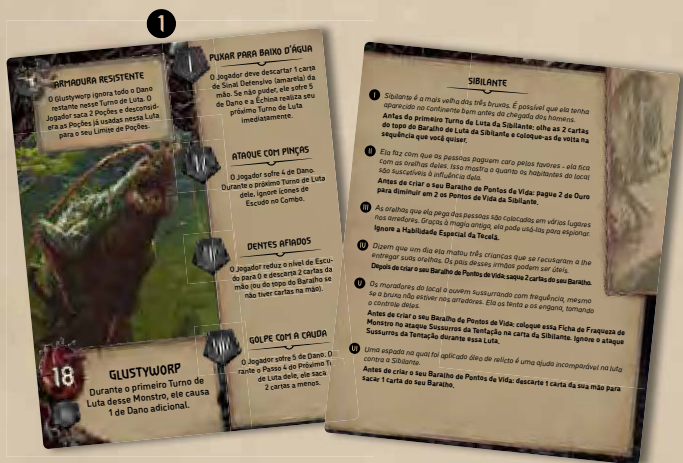 1
ARMADURA RESISTENTE
O Glustyworp ignora todo o Dano
restante nesse Turno de Luta. O
Jogador saca 2 Poções e desconsid-
era as Poções já usadas nessa Luta
para o seu Limite de Poções.
18
GLUSTYWORP
Durante o primeiro Turno de
Luta desse Monstro, ele causa
1 de Dano adicional.
PUXAR PARA BAIXO D'ÁGUA
O Jogador deve descartar 1 carta
de Sinal Defensivo (amarela) da
mão. Se não puder, ele sofre 5
de Dano e a Échina realiza seu
próximo Turno de Luta
imediatamente.
ATAQUE COM PINÇAS
O Jogador sofre 4 de Dano.
Durante o próximo Turno de Luta
dele, ignore ícones de
Escudo no Combo.
DENTES AFIADOS
O Jogador reduz o nível de Escu-
do para 0 e descarta 2 cartas da
mão (ou do topo do Baralho se
não tiver cartas na mão).
GOLPE COM A CAUDA
O Jogador sofre 5 de Dano. D
rante o Passo 4 do Próximo T
de Luta dele, ele saca
2 cartas a menos.
SIBILANTE
I Sibilante é a mais velha das três bruxas. É possível que ela tenha
aparecido no continente bem antes da chegada dos homens.
Antes do primeiro Turno de Luta da Sibilante; olhe as 2 cartas
do topo do Baralho de Luta da Sibilante e coloque-as de volta na
sequência que você quiser.
II Ela faz com que as pessoas paguem caro pelos favores - ela fica
com as orelhas deles. Isso mostra o quanto os habitantes do local
são suscetíveis à influência dela.
Antes de criar o seu Baralho de Pontos de Vida: pague 2 de Ouro
para diminuir em 2 os Pontos de Vida da Sibilante.
III As orelhas que ela pega das pessoas são colocadas em vários lugares
nos arredores. Graças à magia antiga, ela pode usá-las para espionar.
Ignore a Habilidade Especial da Tecelã.
IV Dizem que um dia ela matou três crianças que se recusaram a lhe
entregar suas orelhas. Os pais desses irmãos podem ser úteis.
Depois de criar o seu Baralho de Pontos de Vida: saque 2 cartas do seu Baralho.
V Os moradores do local a ouvem sussurrando com frequência, mesmo
se a bruxa não estiver nos arredores. Ela os tenta e os engana, tomando
o controle deles.
Antes de criar o seu Baralho de Pontos de Vida: coloque essa Ficha de Fraqueza de
Monstro no ataque Sussurros da Tentação na carta da Sibilante. Ignore o ataque
Sussurros da Tentação durante essa Luta.
VI Uma espada na qual foi aplicado óleo de relicto é uma ajuda incomparável na luta
contra a Sibilante.
Antes de criar o seu Baralho de Pontos de Vida: descarte 1 carta da sua mão para
sacar 1 carta do seu Baralho.